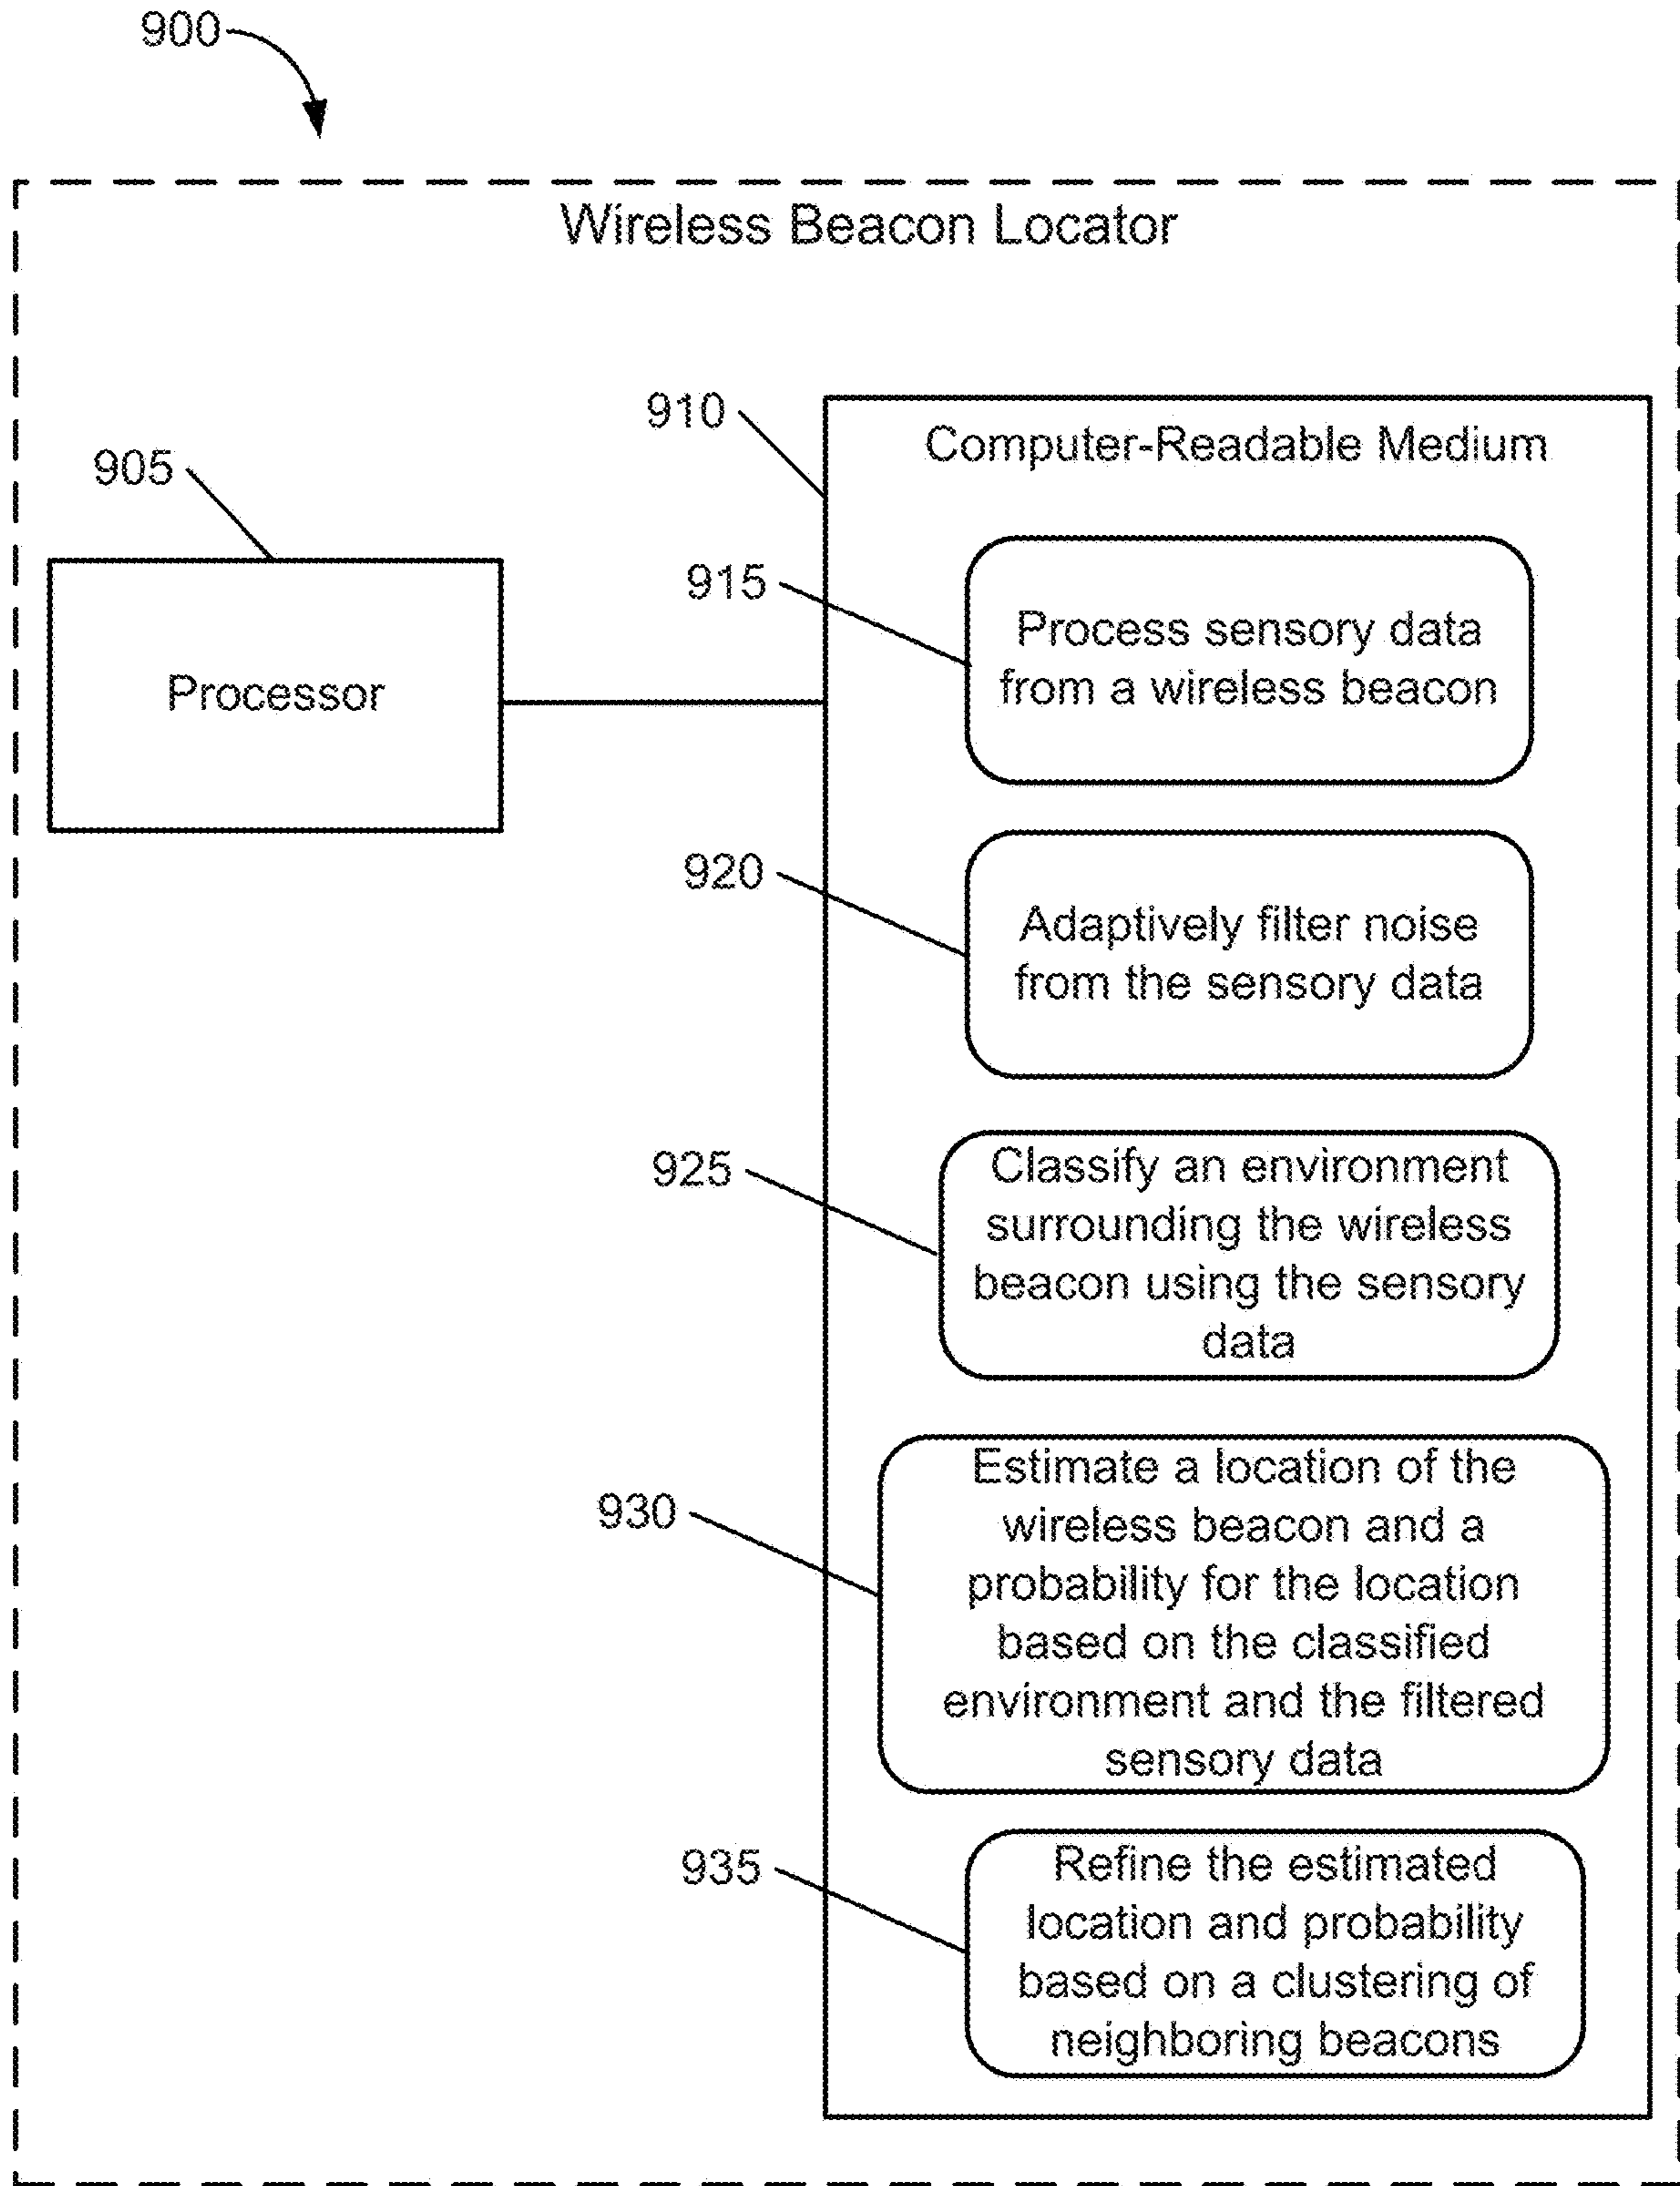 900
Wireless Beacon Locator
910
Computer-Readable Medium
905
Processor
915
Process sensory data
from a wireless beacon
920
Adaptively filter noise
from the sensory data
925
Classify an environment
surrounding the wireless
beacon using the sensory
data
930
Estimate a location of the
wireless beacon and a
probability for the location
based on the classified
environment and the filtered
sensory data
935
Refine the estimated
location and probability
based on a clustering of
neighboring beacons